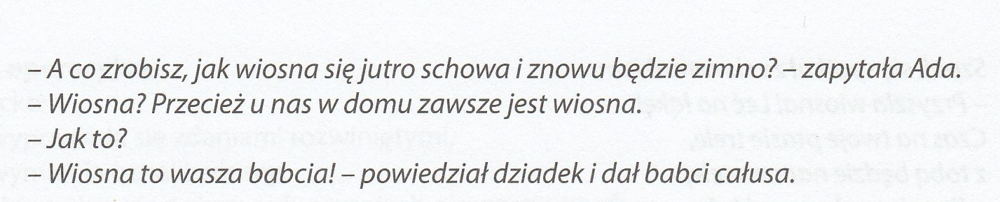 – A co zrobisz, jak wiosna się jutro schowa i znowu będzie zimno? – zapytała Ada.
– Wiosna? Przecież u nas w domu zawsze jest wiosna.
– Jak to?
– Wiosna to wasza babcia! – powiedział dziadek i dał babci całusa.